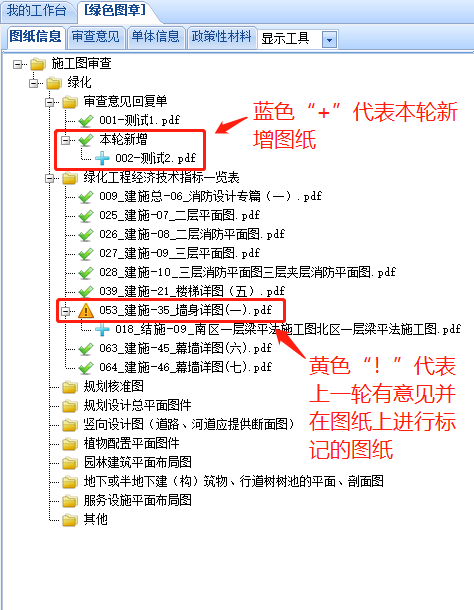 我的工作台 [绿色图章]
图纸信息 审查意见 单体信息 政策性材料 显示工具
施工图审查
绿化
审查意见回复单
001-测试1.pdf
本轮新增
002-测试2.pdf
蓝色“+”代表本轮新
增图纸
绿化工程经济技术指标一览表
009_建施总-06_消防设计专篇（一）.pdf
025_建施-07_二层平面图.pdf
026_建施-08_二层消防平面图.pdf
027_建施-09_三层平面图.pdf
028_建施-10_三层消防平面图三层夹层消防平面图.pdf
039_建施-21_楼梯详图（五）.pdf
053_建施-35_墙身详图(一).pdf
018_结施-09_南区一层梁平法施工图北区一层梁平法施工图.pdf
063_建施-45_幕墙详图(六).pdf
064_建施-46_幕墙详图(七).pdf
黄色“！”代表
上一轮有意见并
在图纸上进行标
记的图纸
规划核准图
规划设计总平面图件
竖向设计图（道路、河道应提供断面图）
植物配置平面图件
园林建筑平面布局图
地下或半地下建（构）筑物、行道树树池的平面、剖面图
服务设施平面布局图
其他